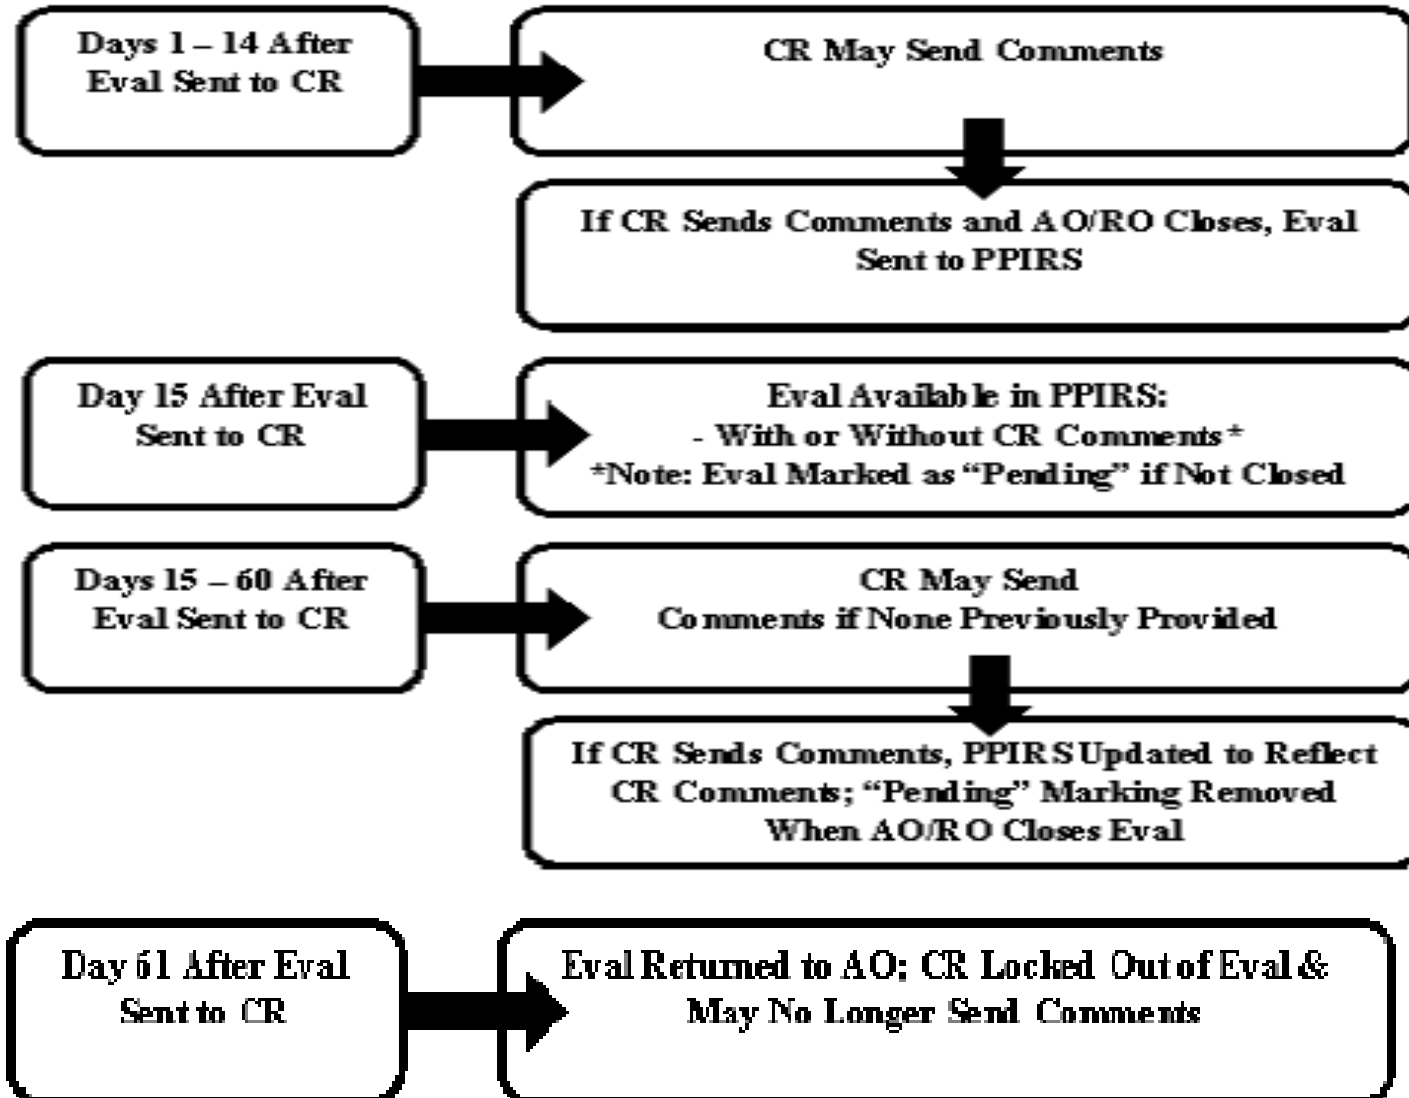 Days 1 – 14 After
Eval Sent to CR
CR May Send Comments
If CR Sends Comments and AO/RO Closes, Eval
Sent to PPIRS
Day 15 After Eval
Sent to CR
Eval Available in PPIRS:
- With or Without CR Comments*
*Note: Eval Marked as “Pending” if Not Closed
Days 15 – 60 After
Eval Sent to CR
CR May Send
Comments if None Previously Provided
If CR Sends Comments, PPIRS Updated to Reflect
CR Comments; “Pending” Marking Removed
When AO/RO Closes Eval
Day 61 After Eval
Sent to CR
Eval Returned to AO; CR Locked Out of Eval &
May No Longer Send Comments